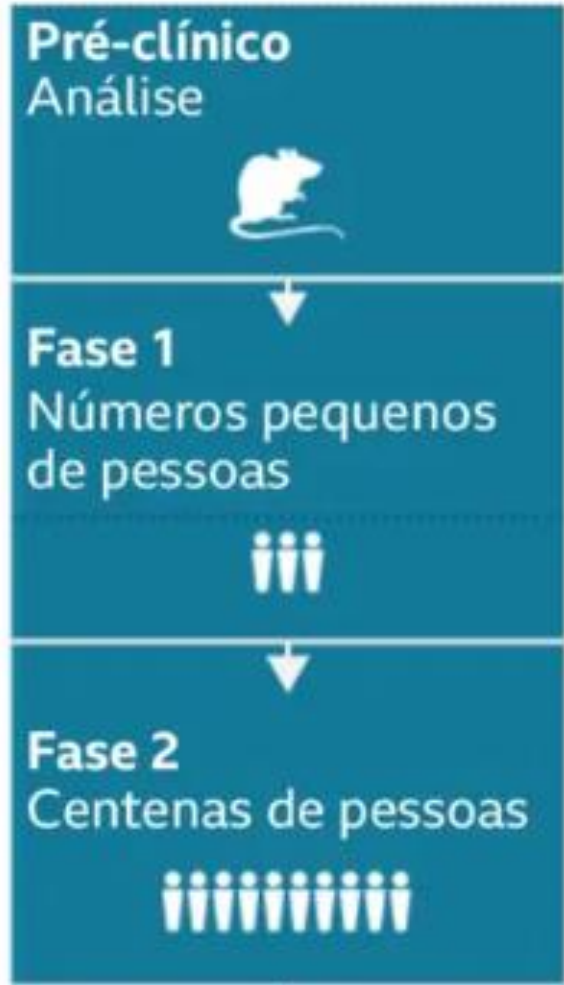 Pré-clínico
Análise
Fase 1
Números pequenos
de pessoas
Fase 2
Centenas de pessoas